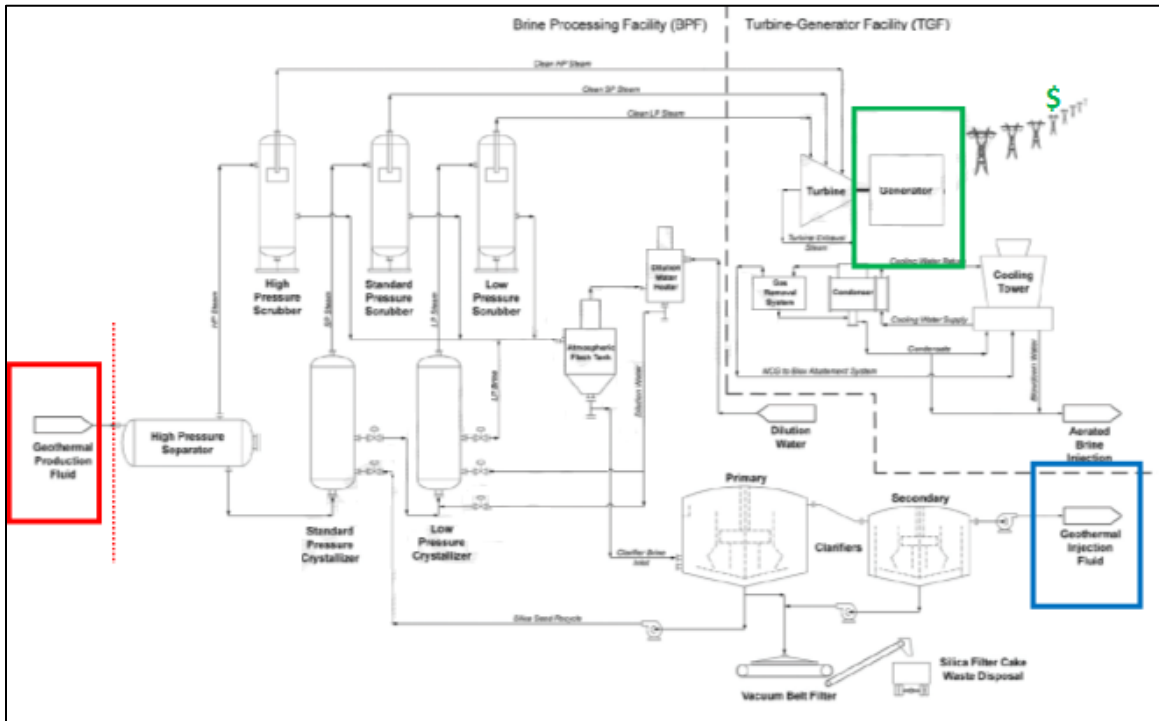 Brine Processing Facility (BPF)
Turbine-Generator Facility (TGF)
Clean HP Steam
Clean SP Steam
Clean LP Steam
$
Turbine
Generator
Turbine Exhaust
Steam
HP Steam
SP Steam
LP Steam
High
Pressure
Scrubber
Standard
Pressure
Scrubber
Low
Pressure
Scrubber
Dilution
Water
Heater
Gas
Removal
System
Condenser
Cooling Water Return
Cooling
Tower
Cooling Water Supply
Condensate
NCG to Biox Abatement System
Blowdown Water
Atmospheric
Flash Tank
LP Brine
Dilution Water
Geothermal
Production
Fluid
High Pressure
Separator
Dilution
Water
Aerated
Brine
Injection
Standard
Pressure
Crystallizer
Low
Pressure
Crystallizer
Primary
Secondary
Clarifiers
Clarifier Brine
Inlet
Geothermal
Injection
Fluid
Silica Seed Recycle
Vacuum Belt Filter
Silica Filter Cake
Waste Disposal